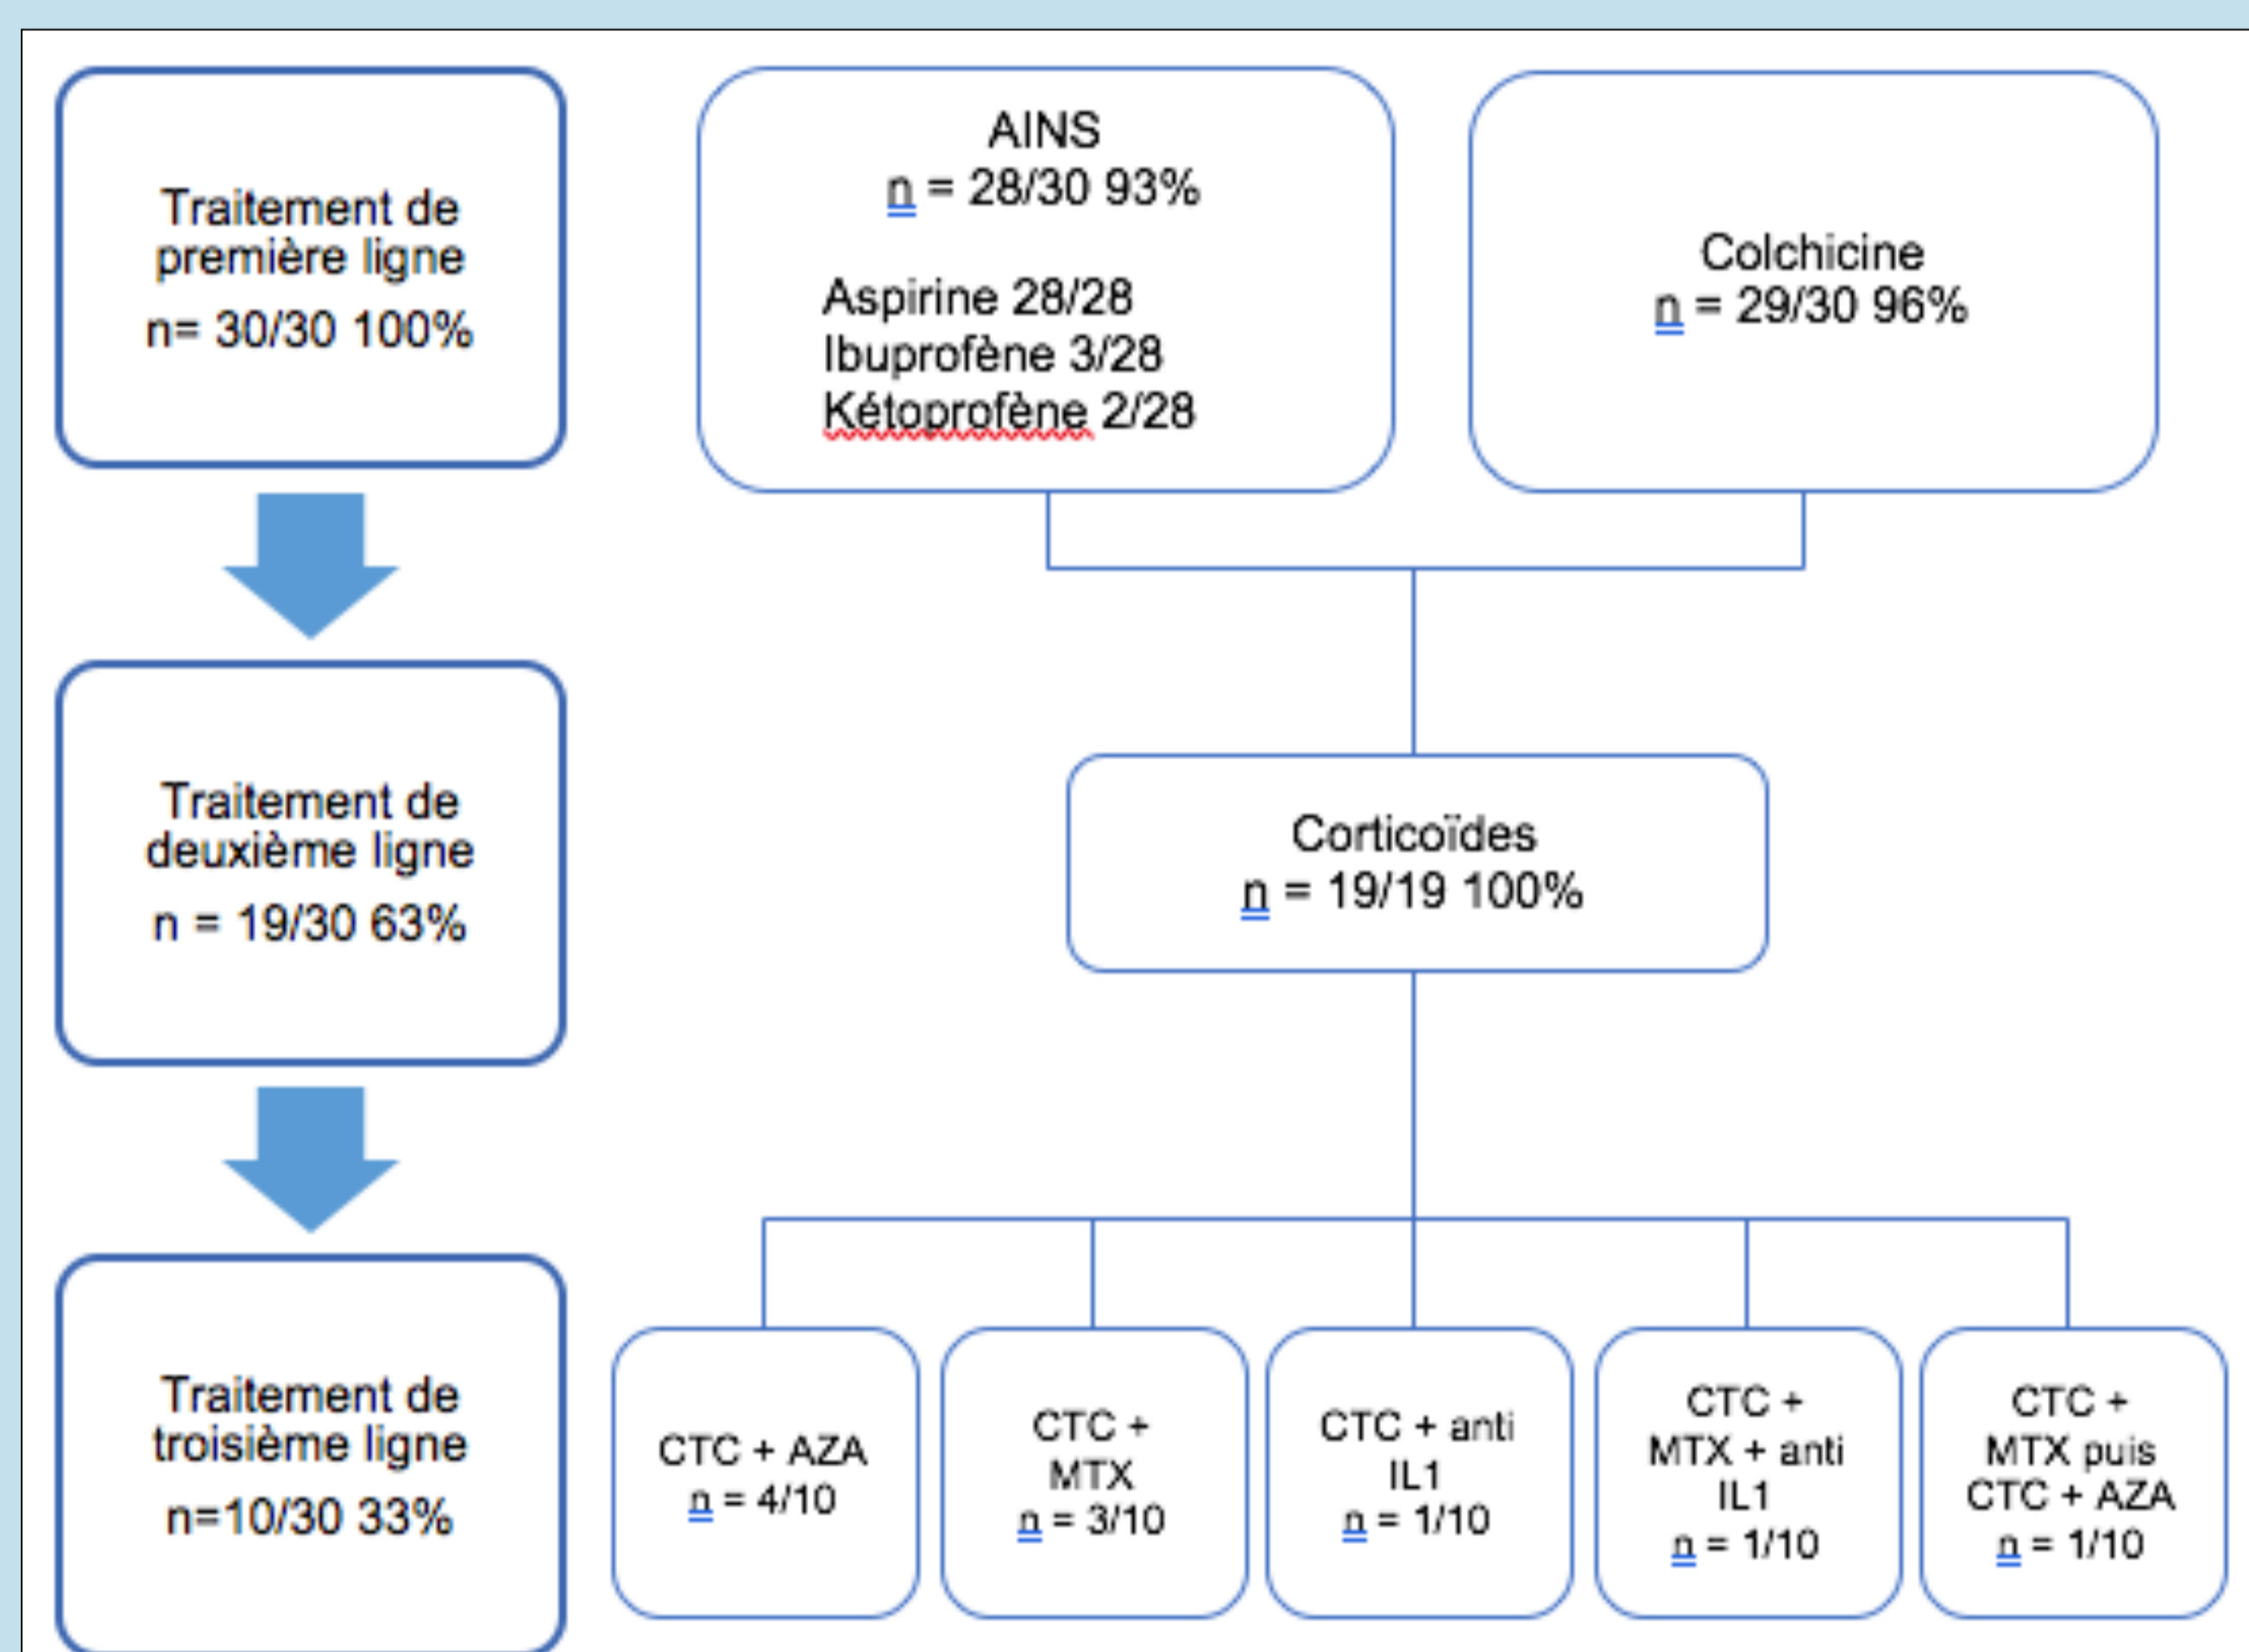 Traitement de
première ligne
n= 30/30 100%
AINS
n = 28/30 93%
Aspirine 28/28
Ibuprofène 3/28
Kétoprofène 2/28
Colchicine
n = 29/30 96%
Traitement de
deuxième ligne
n = 19/30 63%
Corticoïdes
n = 19/19 100%
Traitement de
troisième ligne
n=10/30 33%
CTC + AZA
n = 4/10
CTC +
MTX
n = 3/10
CTC + anti
IL1
n = 1/10
CTC +
MTX + anti
IL1
n = 1/10
CTC +
MTX puis
CTC + AZA
n = 1/10